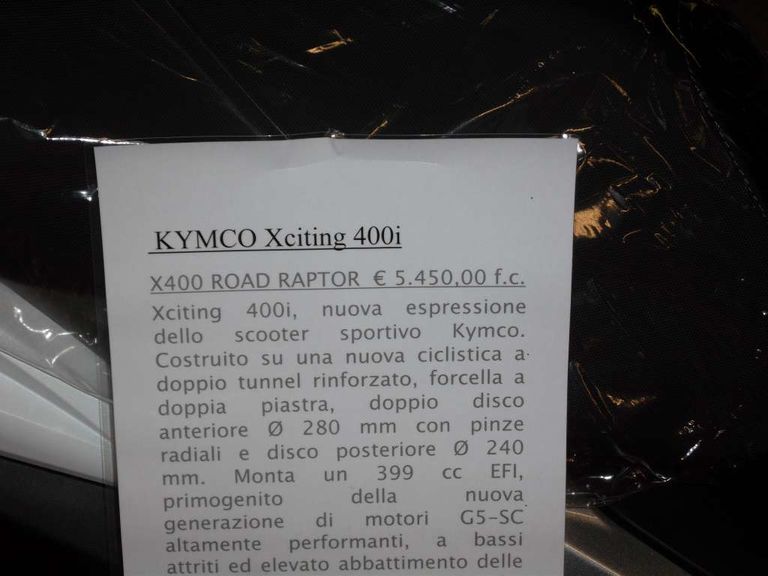 KYMCO Xciting 400i
X400 ROAD RAPTOR € 5.450,00 f.c.
Xciting 400i, nuova espressione
dello scooter sportivo Kymco.
Costruito su una nuova ciclistica a
doppio tunnel rinforzato, forcella a
doppia piastra, doppio disco
anteriore Ø 280 mm con pinze
radiali e disco posteriore Ø 240
mm. Monta un 399 cc EFI,
primogenito della nuova
generazione di motori G5-SC
altamente performanti, a bassi
attriti ed elevato abbattimento delle